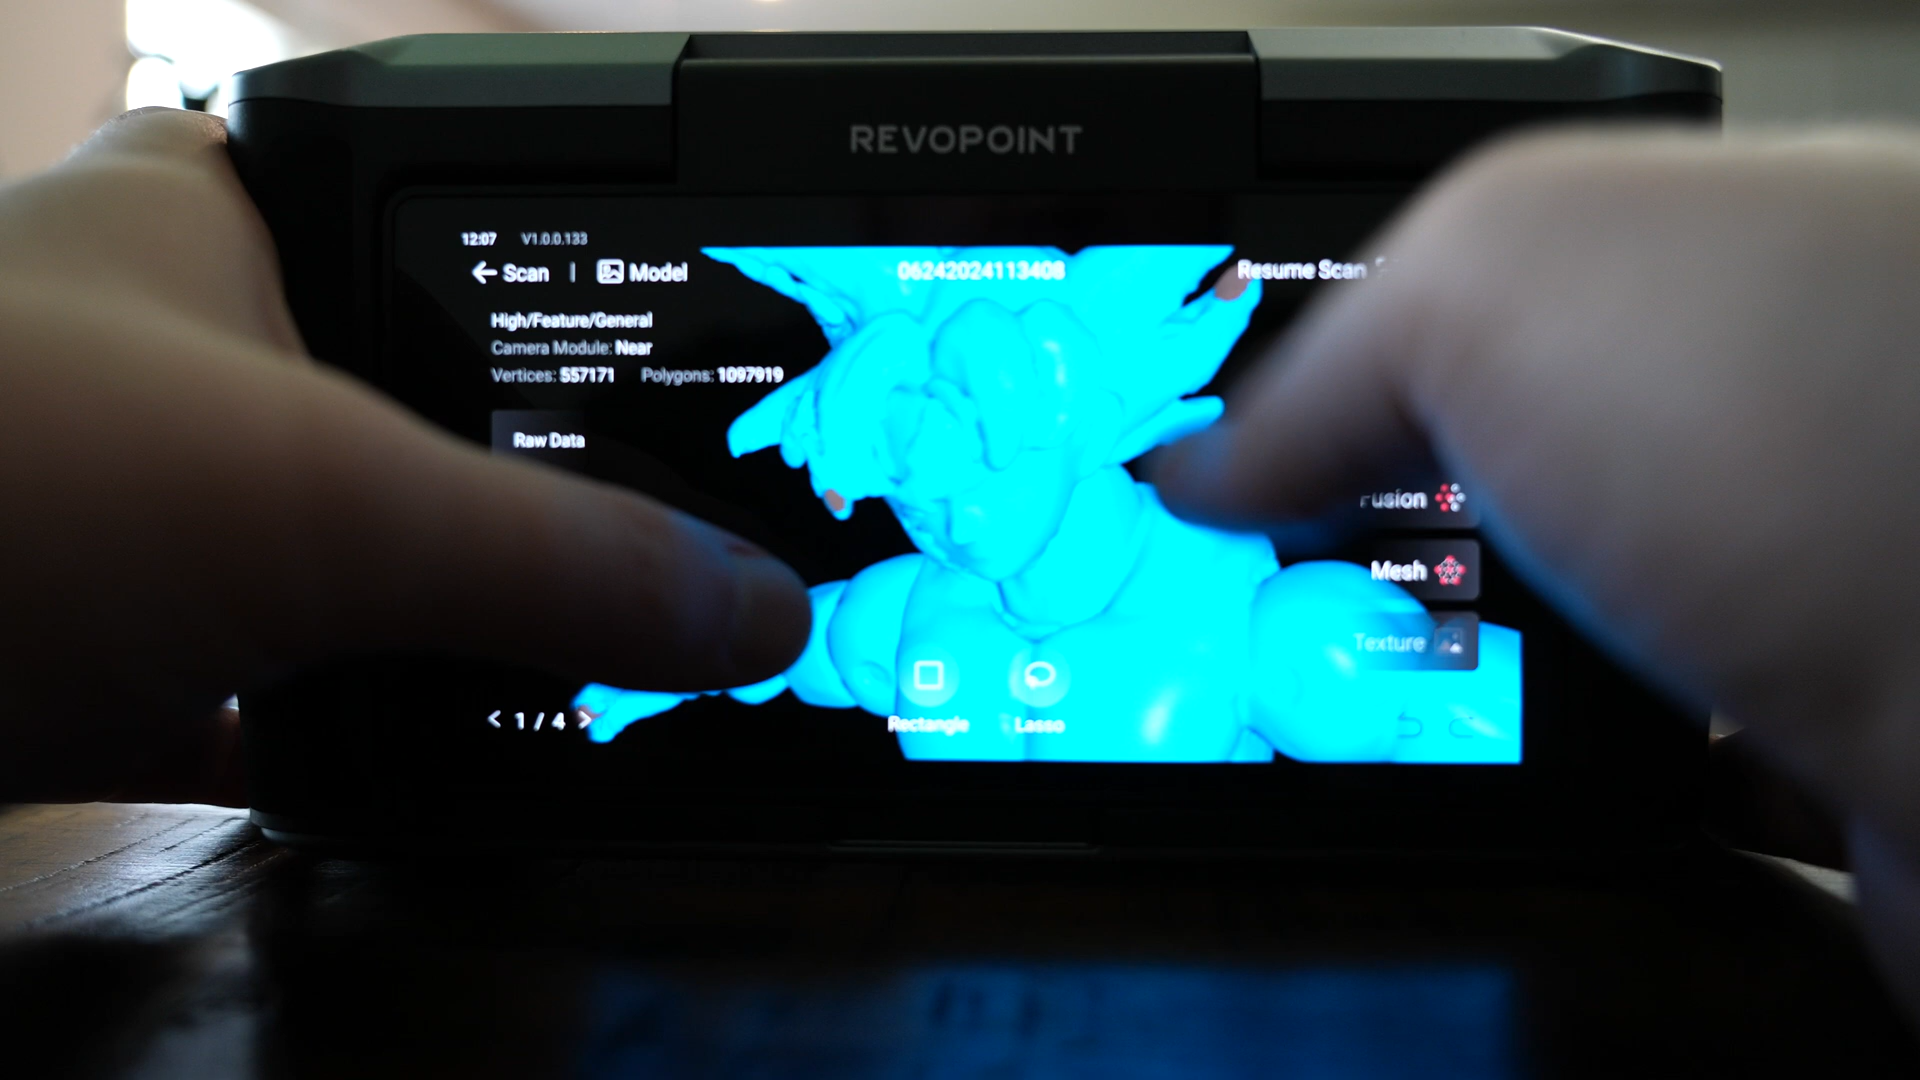 REVOPOINT
12:07 V1.0.0.133
Scan | Model 06242024113408 Resume Scan
High/Feature/General
Camera Module: Near
Vertices: 557171 Polygons: 1097919
Raw Data
Fusion
Mesh
Texture
< 1 / 4 >
Rectangle Lasso